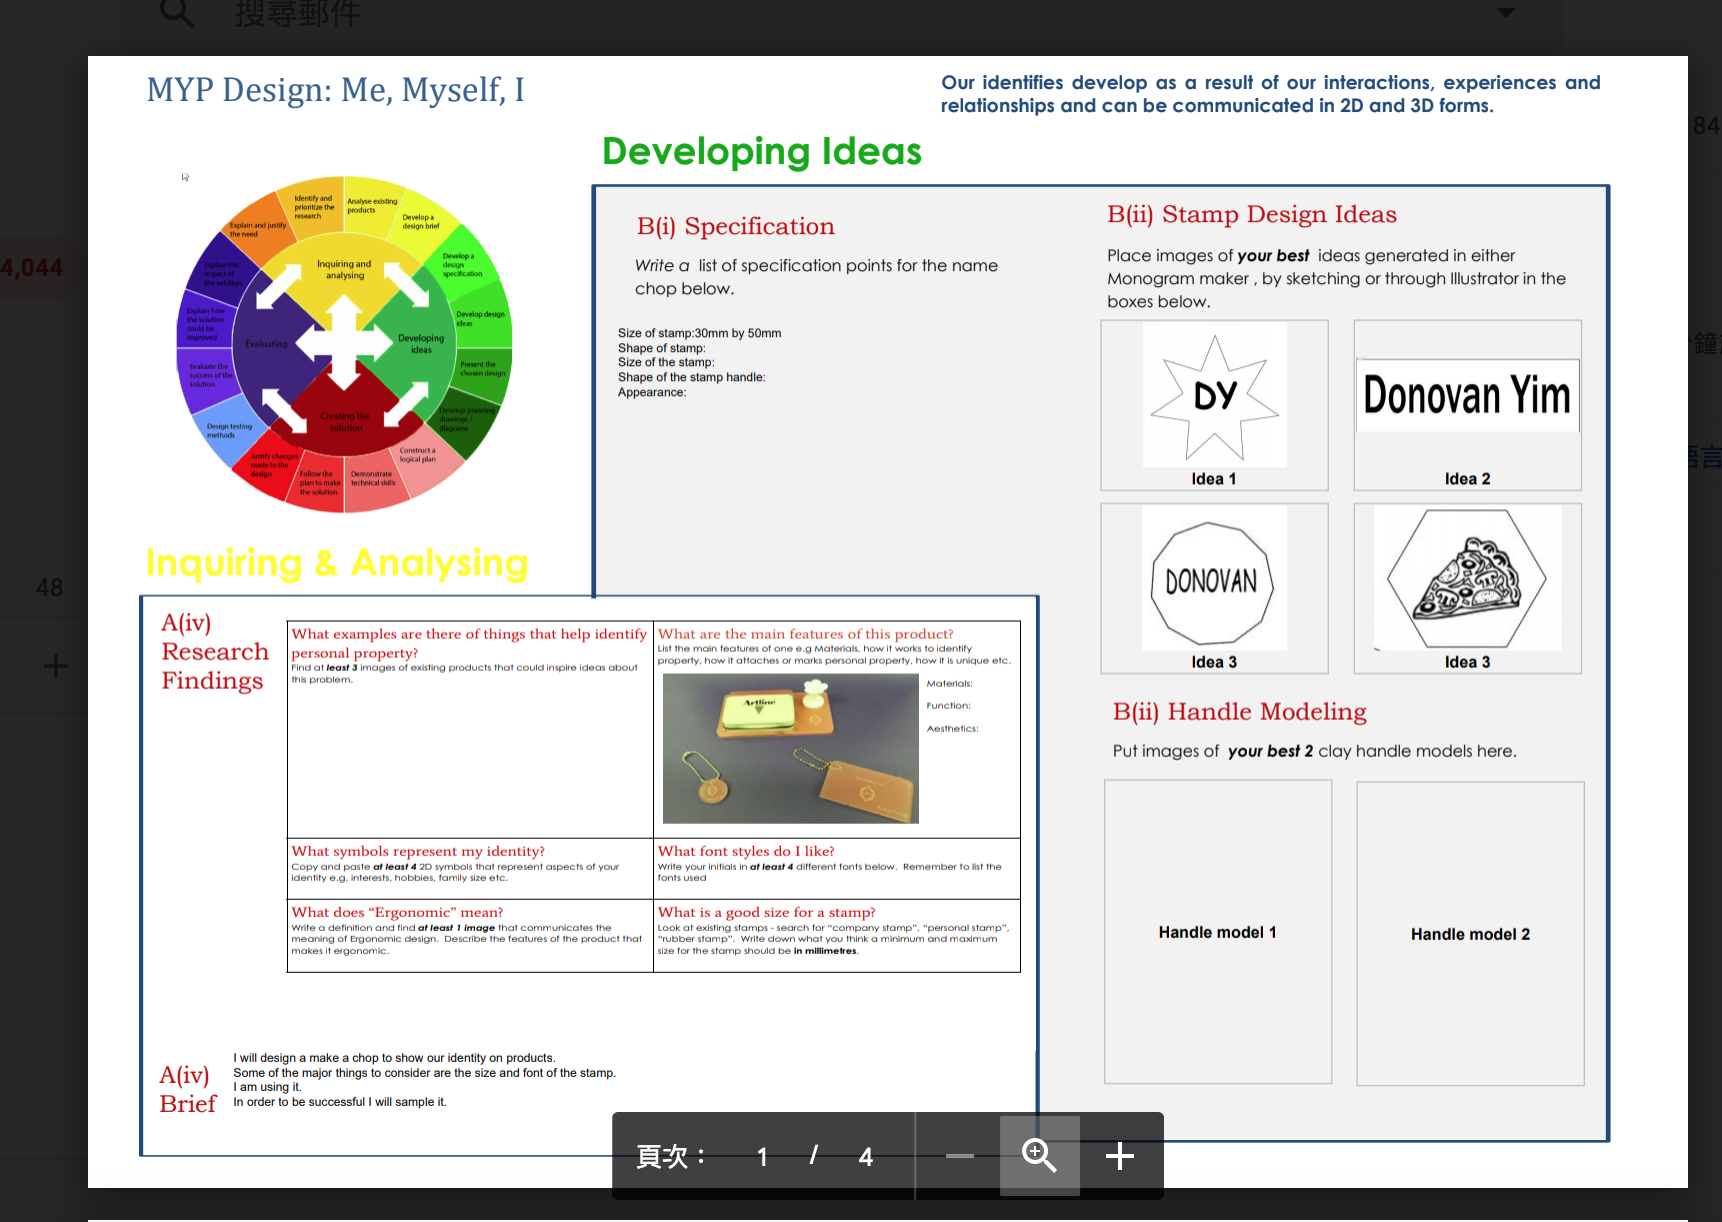 搜尋郵件
MYP Design: Me, Myself, I
Our identifies develop as a result of our interactions, experiences and
relationships and can be communicated in 2D and 3D forms.
84
4,044
48
Developing Ideas
Identify and
prioritize the
research
Analyse existing
products
Develop a
design brief
Explain and justify
the need
Develop a
design
specification
Explain the
impact of
the solution
Inquiring and
analysing
Explain how
the solution
could be
improved
Develop design
ideas
Evaluating
Developing
ideas
Evaluate the
success of the
solution
Present the
chosen design
Creating the
solution
Develop planning
drawings /
diagrams
Design testing
methods
Justify changes
made to the
design
Follow the
plan to make
the solution
Demonstrate
technical skills
Construct a
logical plan
B(i) Specification
Write a list of specification points for the name
chop below.
Size of stamp:30mm by 50mm
Shape of stamp:
Size of the stamp:
Shape of the stamp handle:
Appearance:
B(ii) Stamp Design Ideas
Place images of your best ideas generated in either
Monogram maker , by sketching or through Illustrator in the
boxes below.
DY
Idea 1
Donovan Yim
Idea 2
DONOVAN
Idea 3
Idea 3
B(ii) Handle Modeling
Put images of your best 2 clay handle models here.
Handle model 1
Handle model 2
Inquiring & Analysing
A(iv)
Research
Findings
What examples are there of things that help identify
personal property?
Find at least 3 images of existing products that could inspire ideas about
this problem.
What are the main features of this product?
List the main features of one e.g Materials, how it works to identify
property, how it attaches or marks personal property, how it is unique etc.
Artline
Materials:
Function:
Aesthetics:
What symbols represent my identity?
Copy and paste at least 4 2D symbols that represent aspects of your
identity e.g. interests, hobbies, family size etc.
What font styles do I like?
Write your initials in at least 4 different fonts below. Remember to list the
fonts used
What does “Ergonomic” mean?
Write a definition and find at least 1 image that communicates the
meaning of Ergonomic design. Describe the features of the product that
makes it ergonomic.
What is a good size for a stamp?
Look at existing stamps - search for “company stamp”, “personal stamp”,
“rubber stamp”. Write down what you think a minimum and maximum
size for the stamp should be in millimetres.
A(iv)
Brief
I will design a make a chop to show our identity on products.
Some of the major things to consider are the size and font of the stamp.
I am using it.
In order to be successful I will sample it.
頁次： 1 / 4